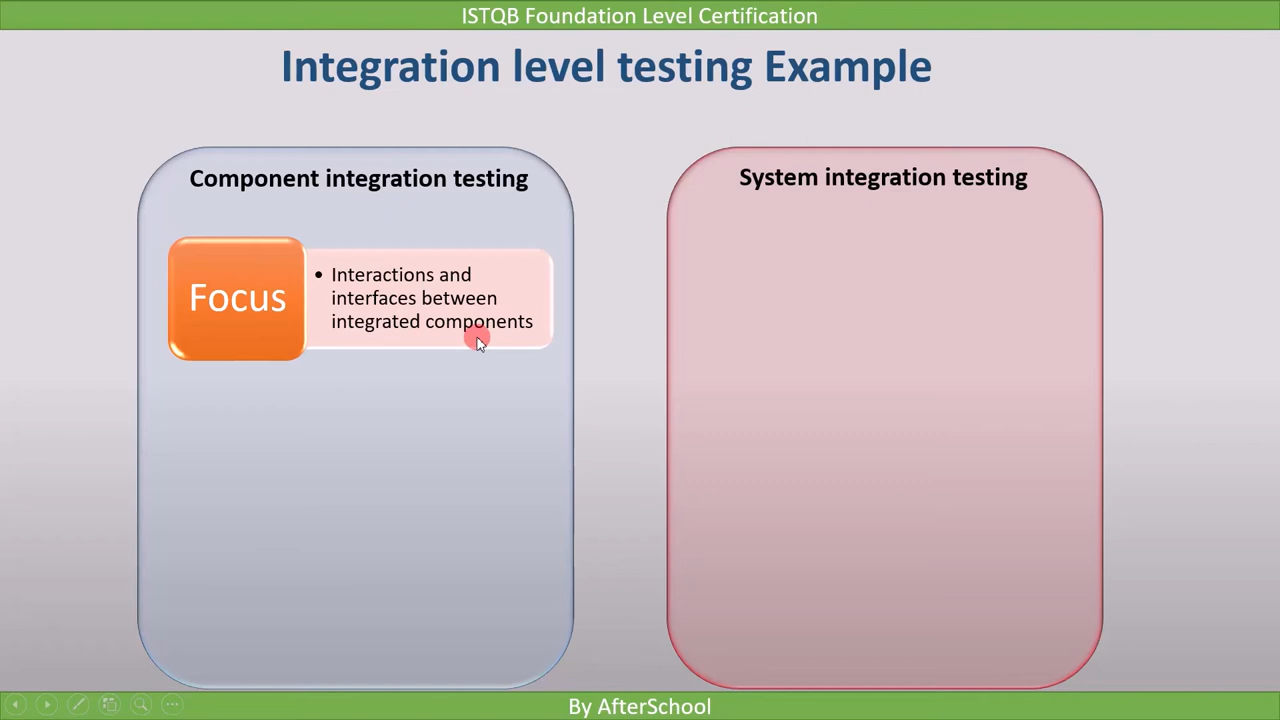 ISTQB Foundation Level Certification
Integration level testing Example
Component integration testing
Focus
• Interactions and
interfaces between
integrated components
System integration testing
By AfterSchool